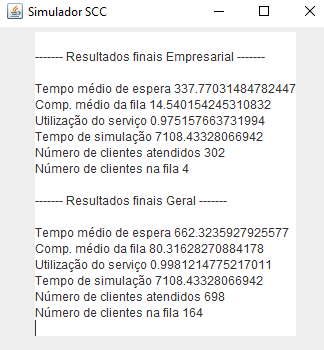 Simulador SCC
------- Resultados finais Empresarial -------
Tempo médio de espera 337.77031484782447
Comp. médio da fila 14.540154245310832
Utilização do serviço 0.975157663731994
Tempo de simulação 7108.43328066942
Número de clientes atendidos 302
Número de clientes na fila 4
------- Resultados finais Geral -------
Tempo médio de espera 662.3235927925577
Comp. médio da fila 80.31628270884178
Utilização do serviço 0.9981214775217011
Tempo de simulação 7108.43328066942
Número de clientes atendidos 698
Número de clientes na fila 164